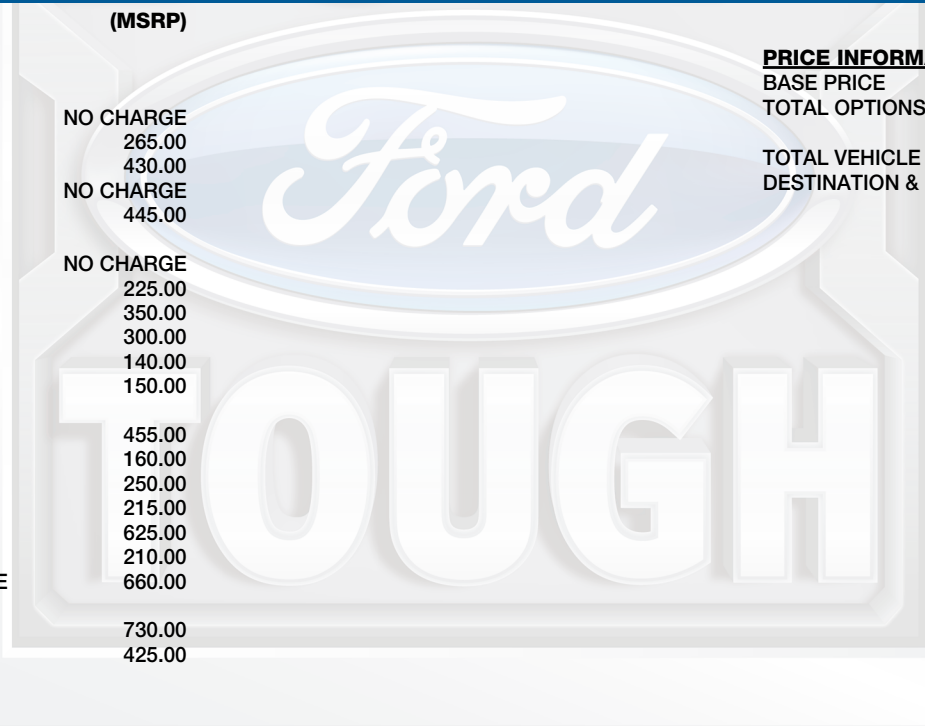 (MSRP)
NO CHARGE
265.00
430.00
NO CHARGE
445.00
NO CHARGE
225.00
350.00
300.00
140.00
150.00
455.00
160.00
250.00
215.00
625.00
210.00
E 660.00
730.00
425.00
PRICE INFORMA
BASE PRICE
TOTAL OPTIONS
TOTAL VEHICLE
DESTINATION &
Ford
TOUGH